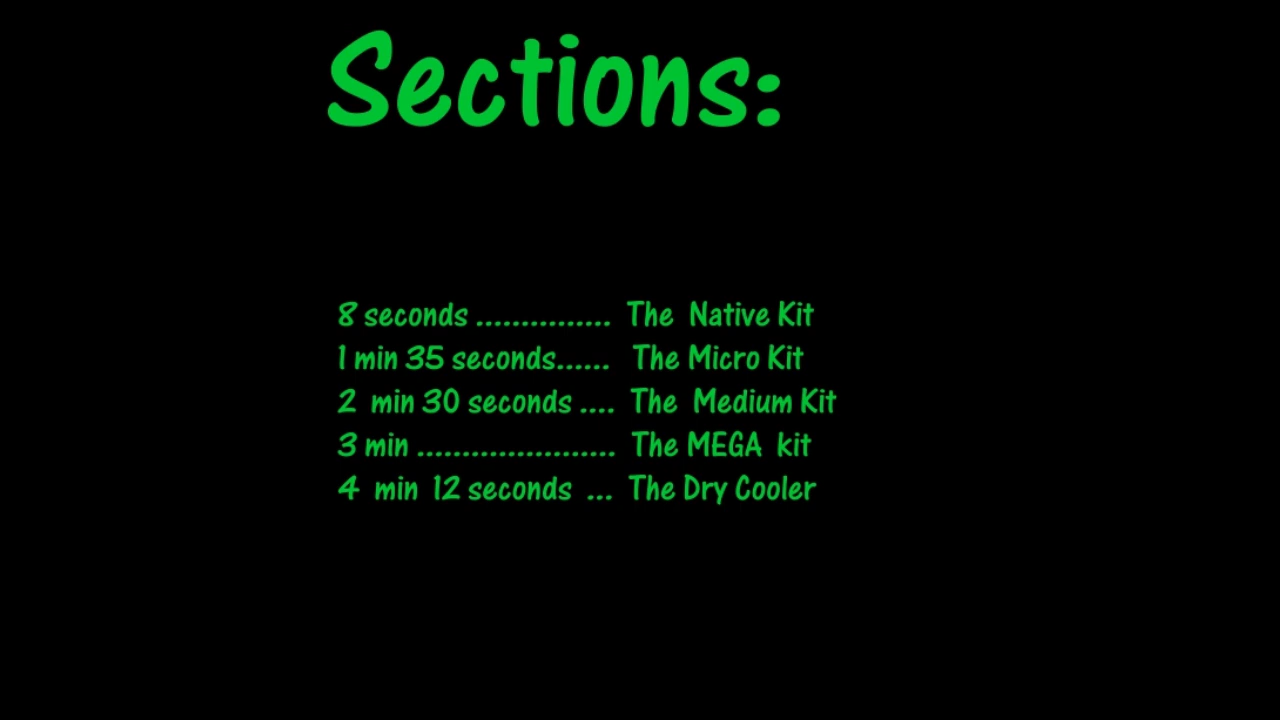 Sections:
8 seconds ............... The Native Kit
1 min 35 seconds...... The Micro Kit
2 min 30 seconds .... The Medium Kit
3 min ...................... The MEGA kit
4 min 12 seconds ... The Dry Cooler